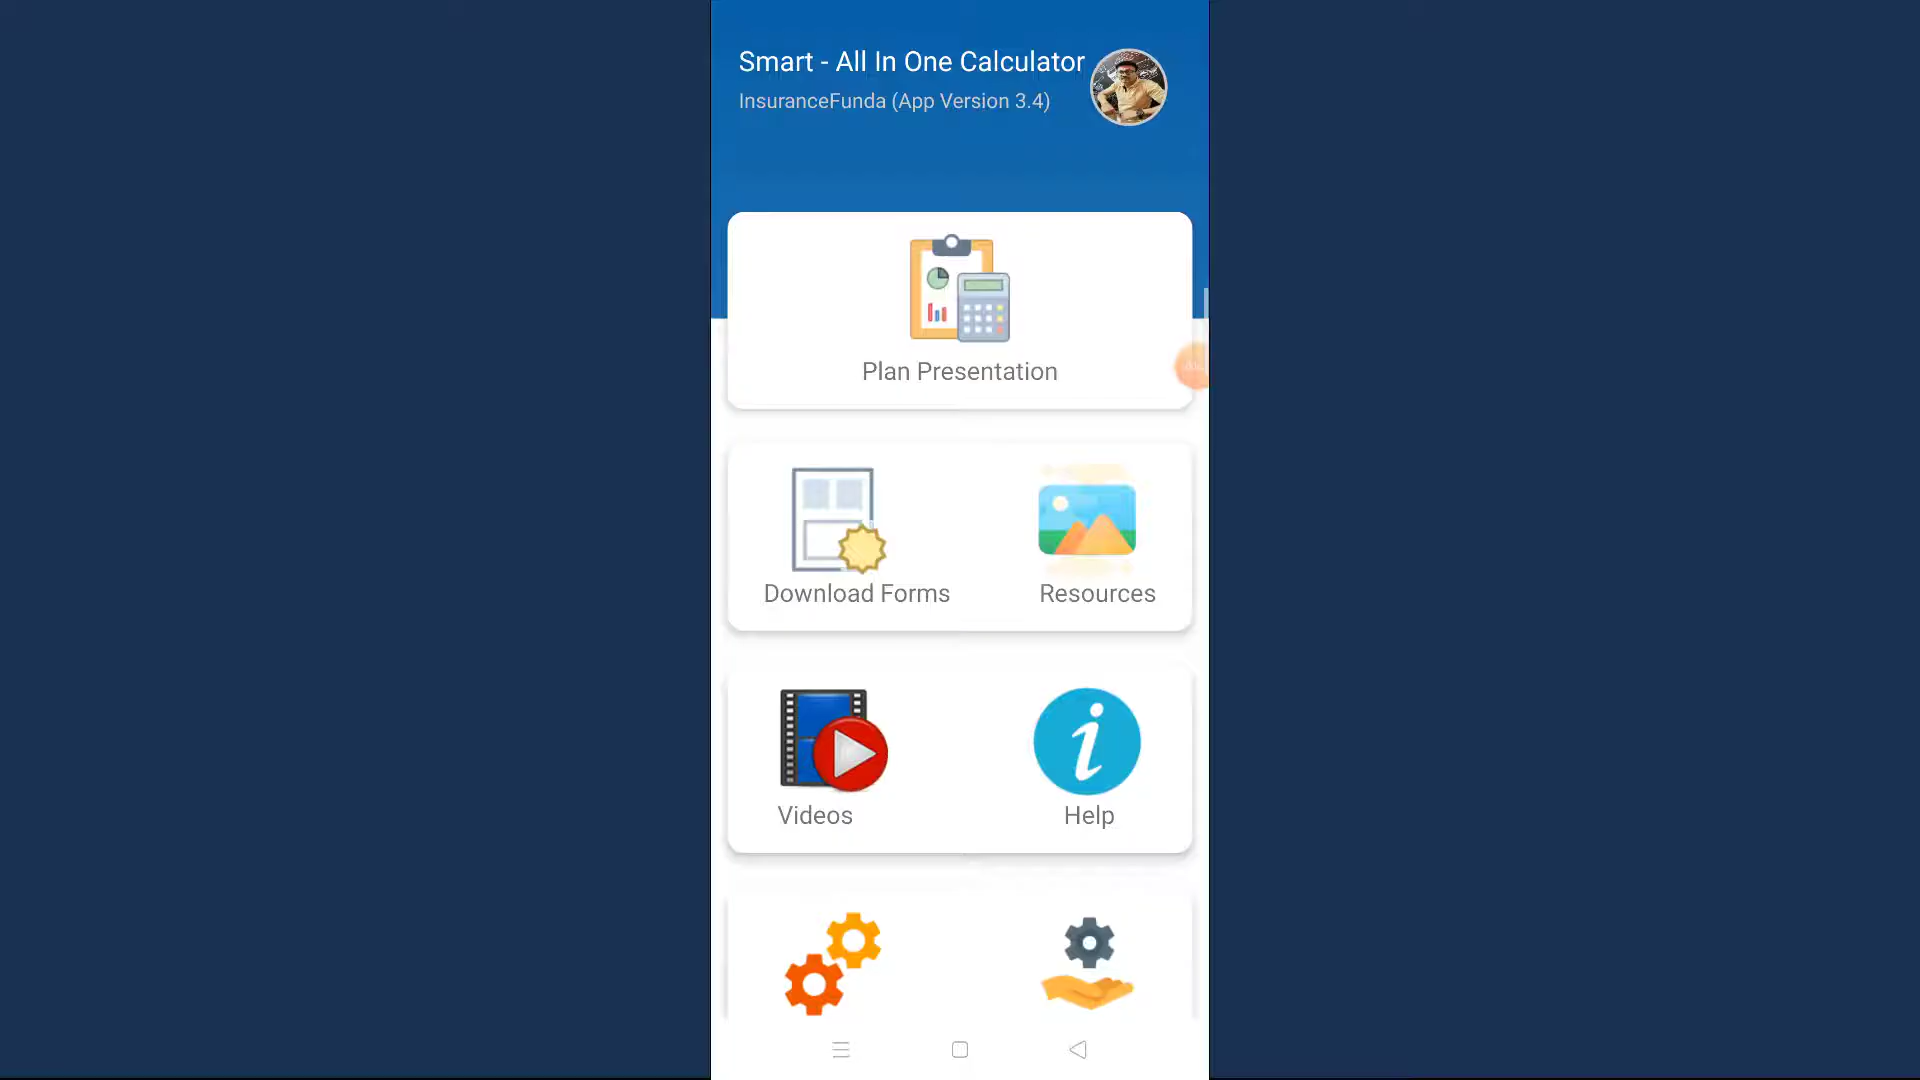 Smart - All In One Calculator
InsuranceFunda (App Version 3.4)
Plan Presentation
Download Forms
Resources
Videos
Help